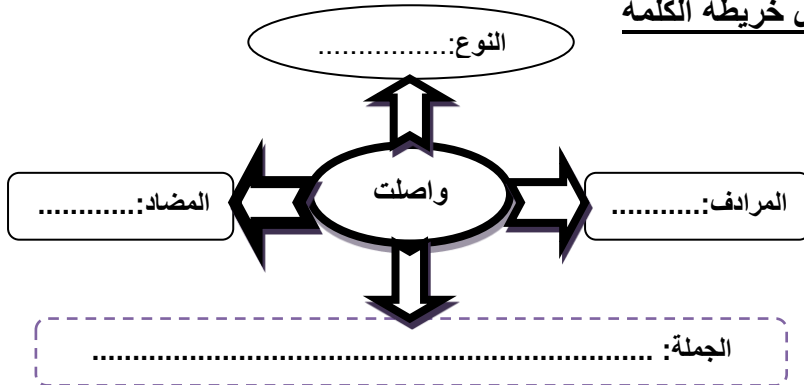 خريطة الكلمة
النوع:................
المرادف:...........
واصلت
المضاد:............
الجملة: ......................................................................